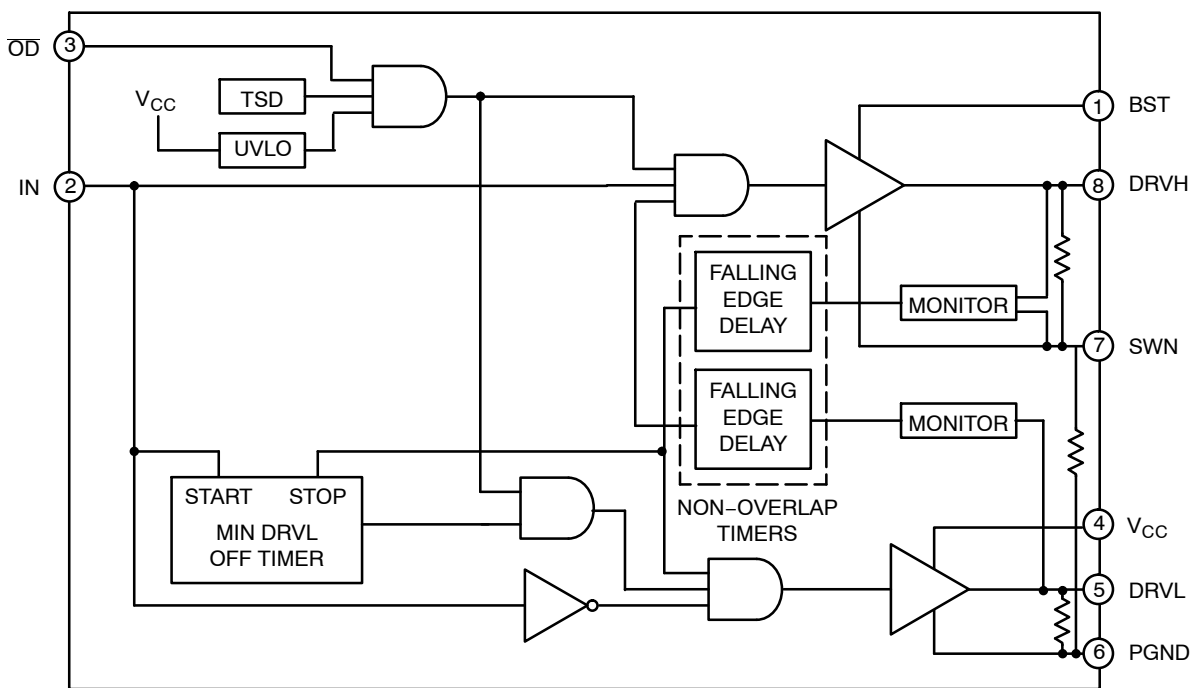 OD
3
VCC
TSD
UVLO
IN
2
1
BST
8
DRVH
FALLING
EDGE
DELAY
MONITOR
7
SWN
FALLING
EDGE
DELAY
MONITOR
START STOP
MIN DRVL
OFF TIMER
NON−OVERLAP
TIMERS
4
VCC
5
DRVL
6
PGND